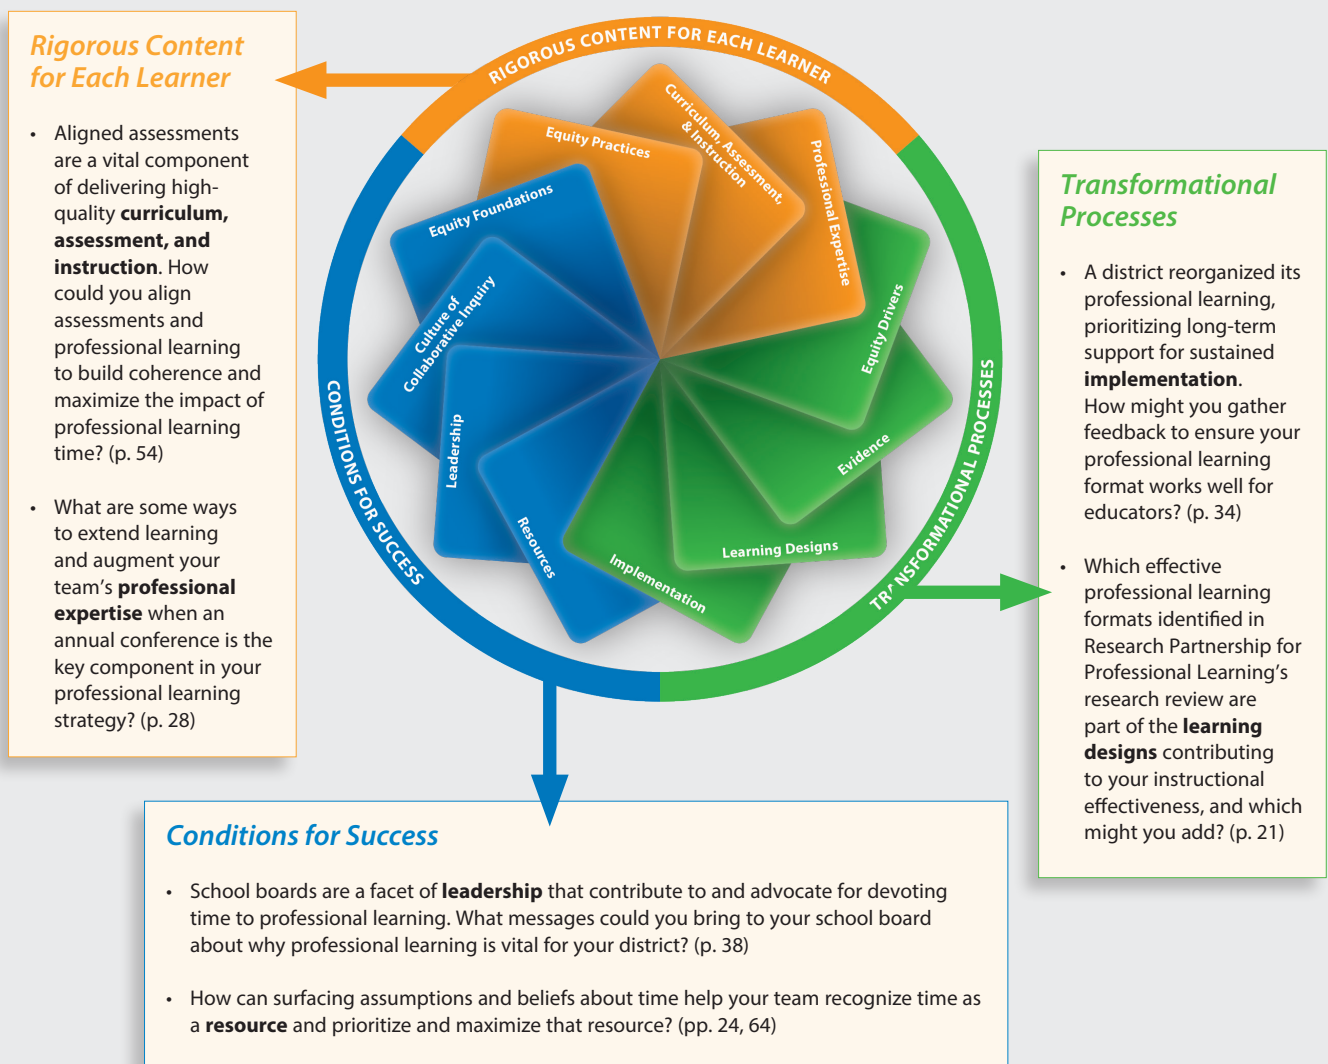 Rigorous Content
for Each Learner
• Aligned assessments
are a vital component
of delivering high-
quality curriculum,
assessment, and
instruction. How
could you align
assessments and
professional learning
to build coherence and
maximize the impact of
professional learning
time? (p. 54)
• What are some ways
to extend learning
and augment your
team’s professional
expertise when an
annual conference is the
key component in your
professional learning
strategy? (p. 28)
RIGOROUS CONTENT FOR EACH LEARNER
Equity Practices
Curriculum, Assessment,
& Instruction
Professional Expertise
Equity Foundations
Culture of
Collaborative Inquiry
Leadership
Resources
Equity Drivers
Evidence
Learning Designs
Implementation
CONDITIONS FOR SUCCESS
TRANSFORMATIONAL PROCESSES
Transformational
Processes
• A district reorganized its
professional learning,
prioritizing long-term
support for sustained
implementation.
How might you gather
feedback to ensure your
professional learning
format works well for
educators? (p. 34)
• Which effective
professional learning
formats identified in
Research Partnership for
Professional Learning’s
research review are
part of the learning
designs contributing
to your instructional
effectiveness, and which
might you add? (p. 21)
Conditions for Success
• School boards are a facet of leadership that contribute to and advocate for devoting
time to professional learning. What messages could you bring to your school board
about why professional learning is vital for your district? (p. 38)
• How can surfacing assumptions and beliefs about time help your team recognize time as
a resource and prioritize and maximize that resource? (pp. 24, 64)